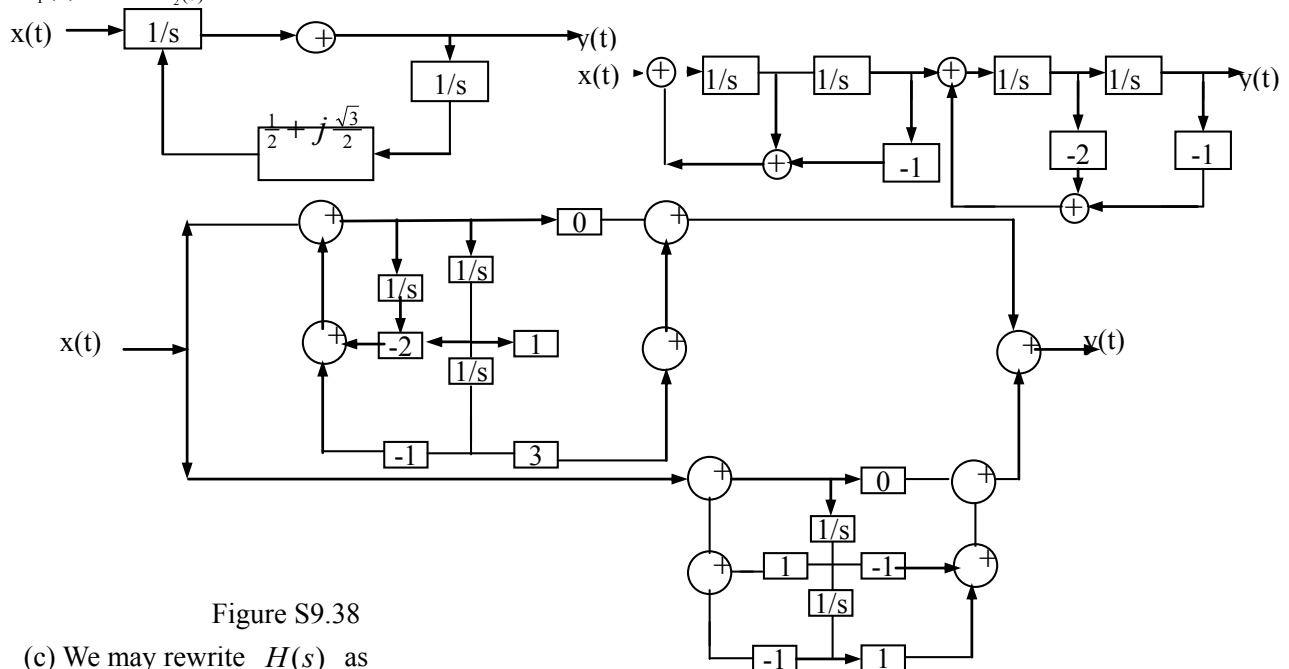 x(t)
1/s
+
y(t)
1/s
1/2 + j √3/2
x(t)
+
1/s
1/s
+
1/s
1/s
y(t)
+
-1
-2
-1
+
+
0
+
1/s
1/s
x(t)
+
-2
1
+
+
y(t)
1/s
-1
3
+
0
+
1/s
+
1
-1
+
1/s
-1
1
Figure S9.38
(c) We may rewrite H(s) as